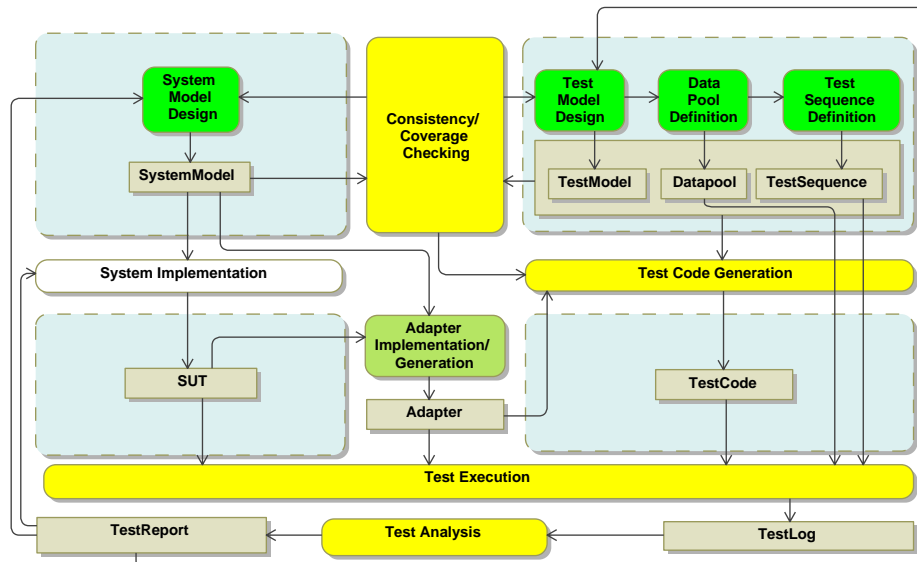 System
Model
Design
SystemModel
Consistency/
Coverage
Checking
Test
Model
Design
Data
Pool
Definition
Test
Sequence
Definition
TestModel
Datapool
TestSequence
System Implementation
Test Code Generation
SUT
Adapter
Implementation/
Generation
Adapter
TestCode
Test Execution
TestReport
Test Analysis
TestLog